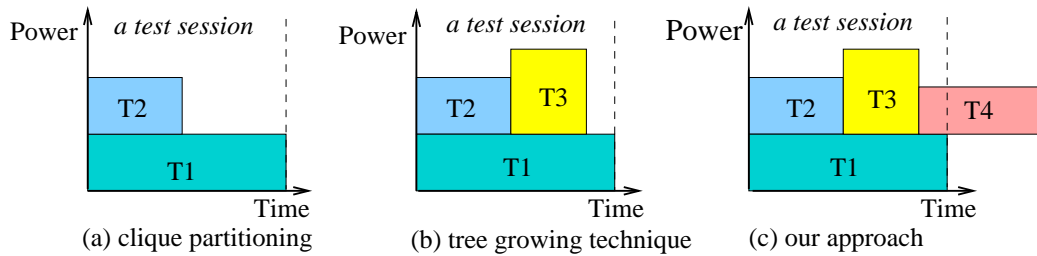 Power
a test session
T2
T1
Time
(a) clique partitioning
Power
a test session
T2
T3
T1
Time
(b) tree growing technique
Power
a test session
T2
T3
T4
T1
Time
(c) our approach